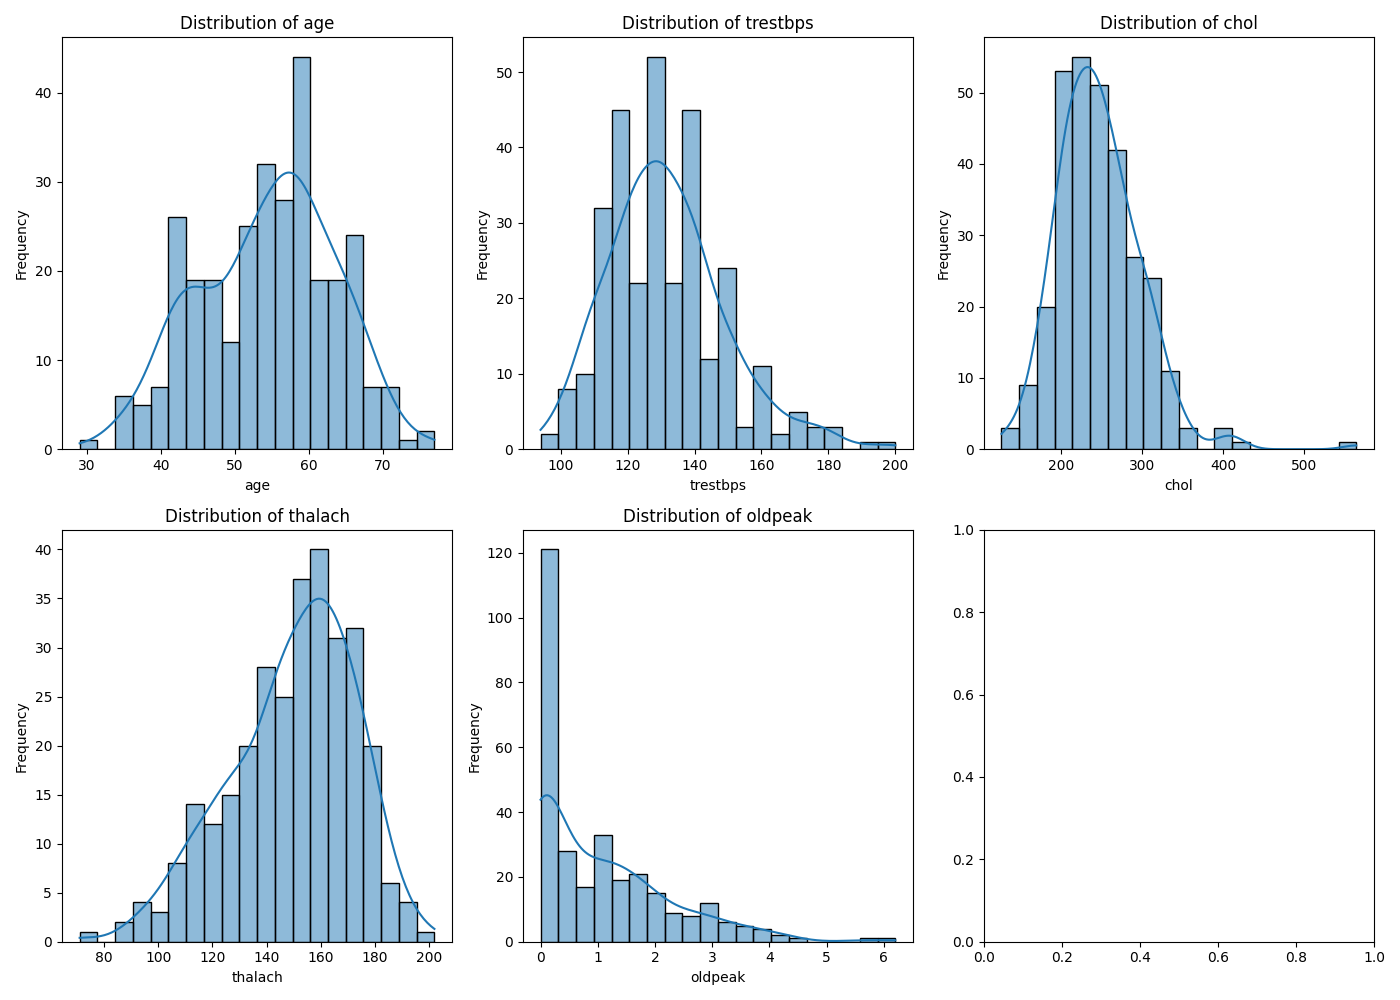 Distribution of age
Frequency
0
10
20
30
40
30 40 50 60 70
age
Distribution of trestbps
Frequency
0
10
20
30
40
50
100 120 140 160 180 200
trestbps
Distribution of chol
Frequency
0
10
20
30
40
50
200 300 400 500
chol
Distribution of thalach
Frequency
0
5
10
15
20
25
30
35
40
80 100 120 140 160 180 200
thalach
Distribution of oldpeak
Frequency
0
20
40
60
80
100
120
0 1 2 3 4 5 6
oldpeak
0.0
0.2
0.4
0.6
0.8
1.0
0.0 0.2 0.4 0.6 0.8 1.0